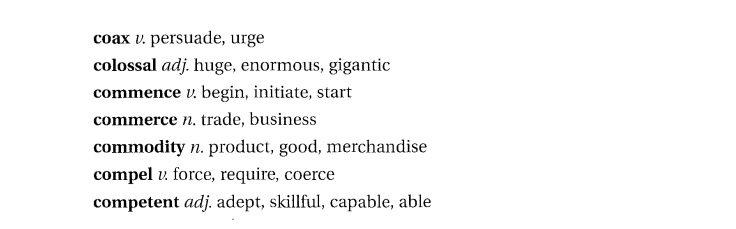 coax v. persuade, urge
colossal adj. huge, enormous, gigantic
commence v. begin, initiate, start
commerce n. trade, business
commodity n. product, good, merchandise
compel v. force, require, coerce
competent adj. adept, skillful, capable, able